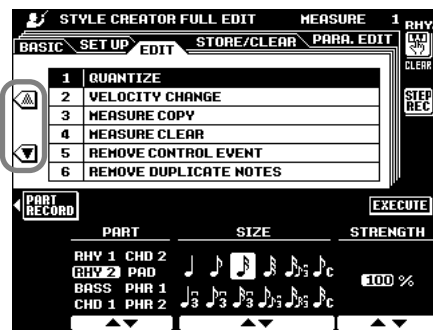 STYLE CREATOR FULL EDIT MEASURE 1
RHY
BASIC SET UP EDIT STORE/CLEAR PARA. EDIT
CLEAR
1 QUANTIZE
2 VELOCITY CHANGE
STEP REC
3 MEASURE COPY
4 MEASURE CLEAR
5 REMOVE CONTROL EVENT
6 REMOVE DUPLICATE NOTES
PART RECORD
EXECUTE
PART SIZE STRENGTH
RHY 1 CHD 2
RHY 2 PAD
100 %
BASS PHR 1
CHD 1 PHR 2